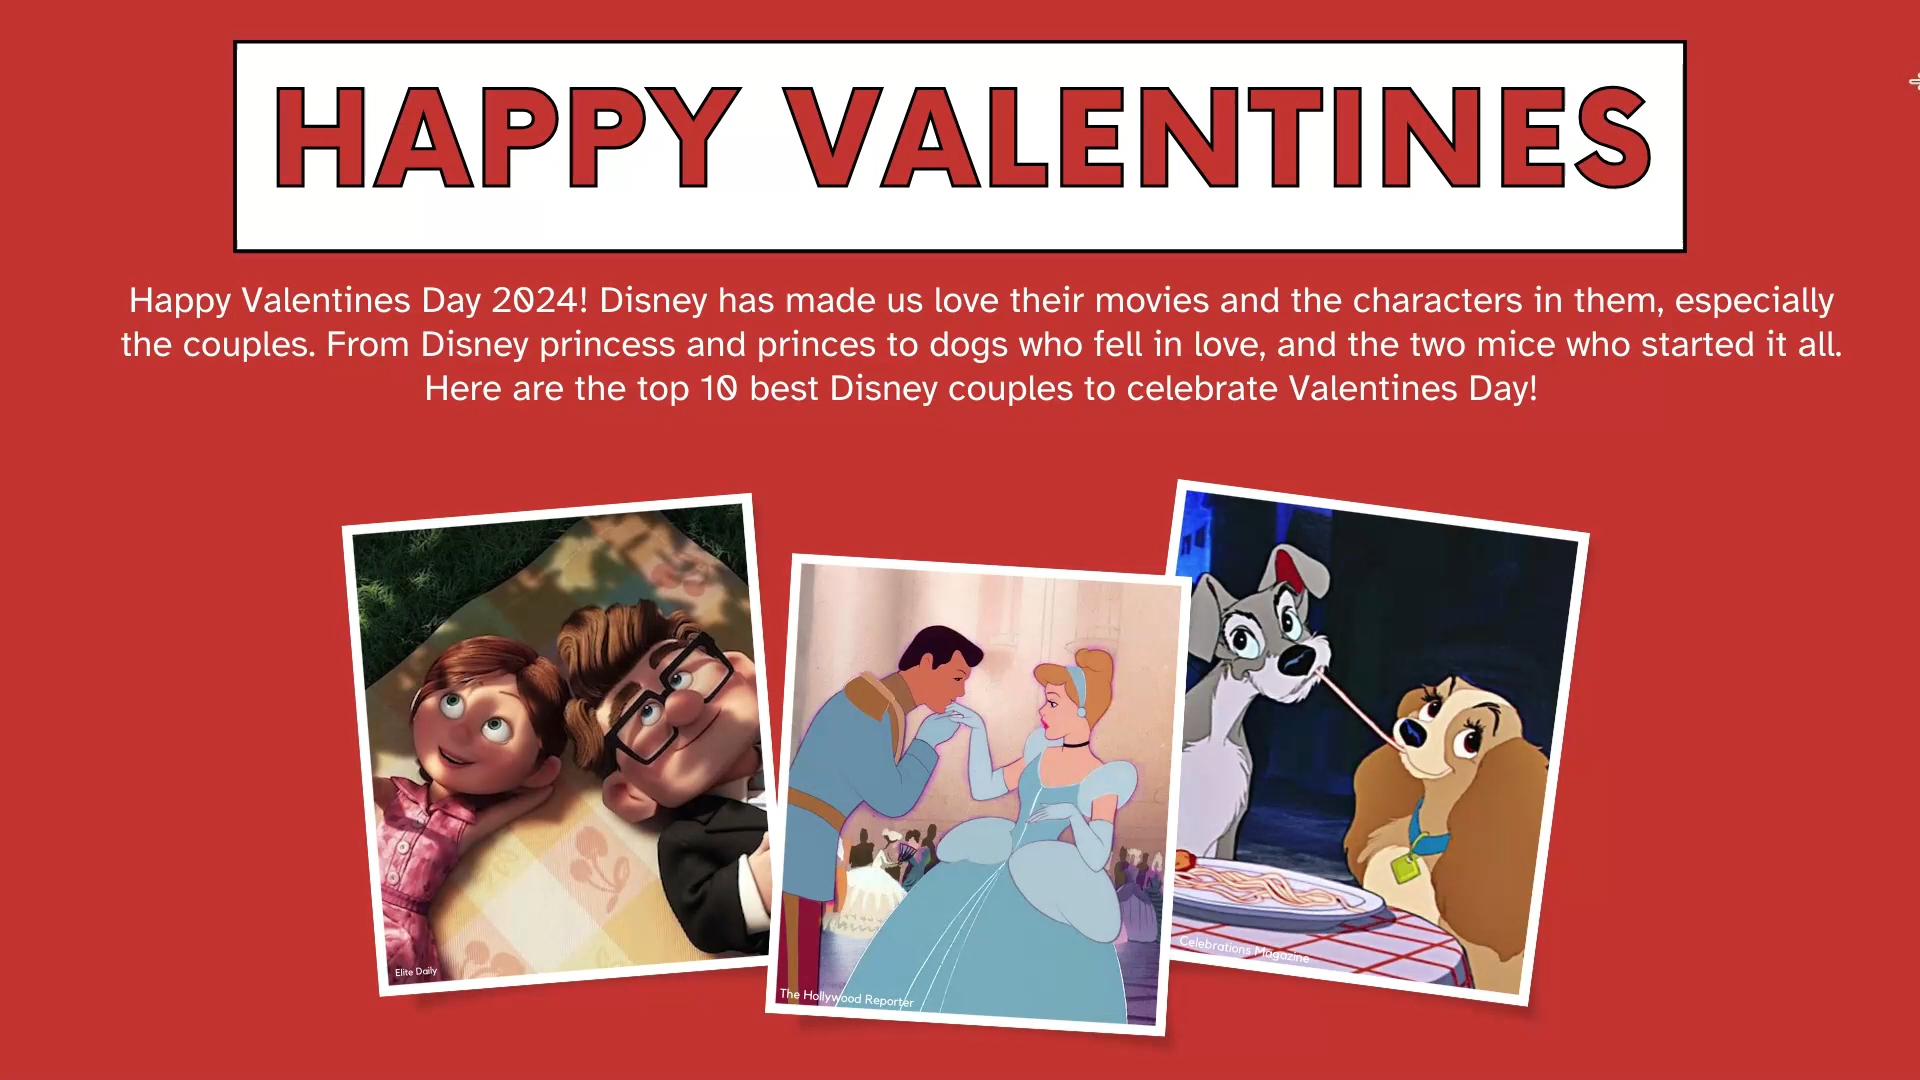 HAPPY VALENTINES
Happy Valentines Day 2024! Disney has made us love their movies and the characters in them, especially
the couples. From Disney princess and princes to dogs who fell in love, and the two mice who started it all.
Here are the top 10 best Disney couples to celebrate Valentines Day!
Elite Daily
The Hollywood Reporter
Celebrations Magazine